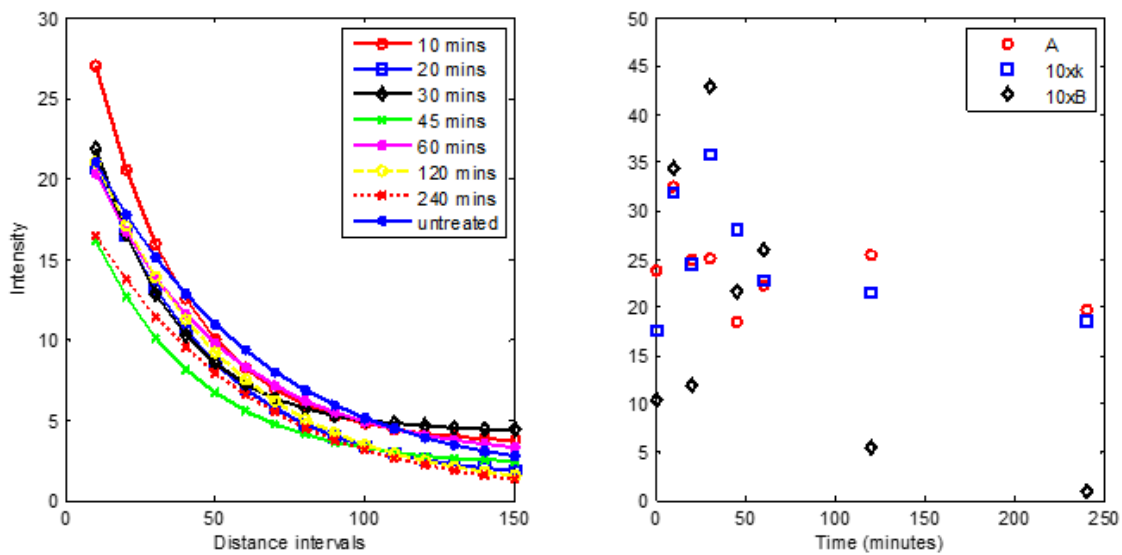 30
25
20
15
10
5
0
Intensity
0 50 100 150
Distance intervals
10 mins
20 mins
30 mins
45 mins
60 mins
120 mins
240 mins
untreated
50
45
40
35
30
25
20
15
10
5
0
0 50 100 150 200 250
Time (minutes)
A
10xk
10xB